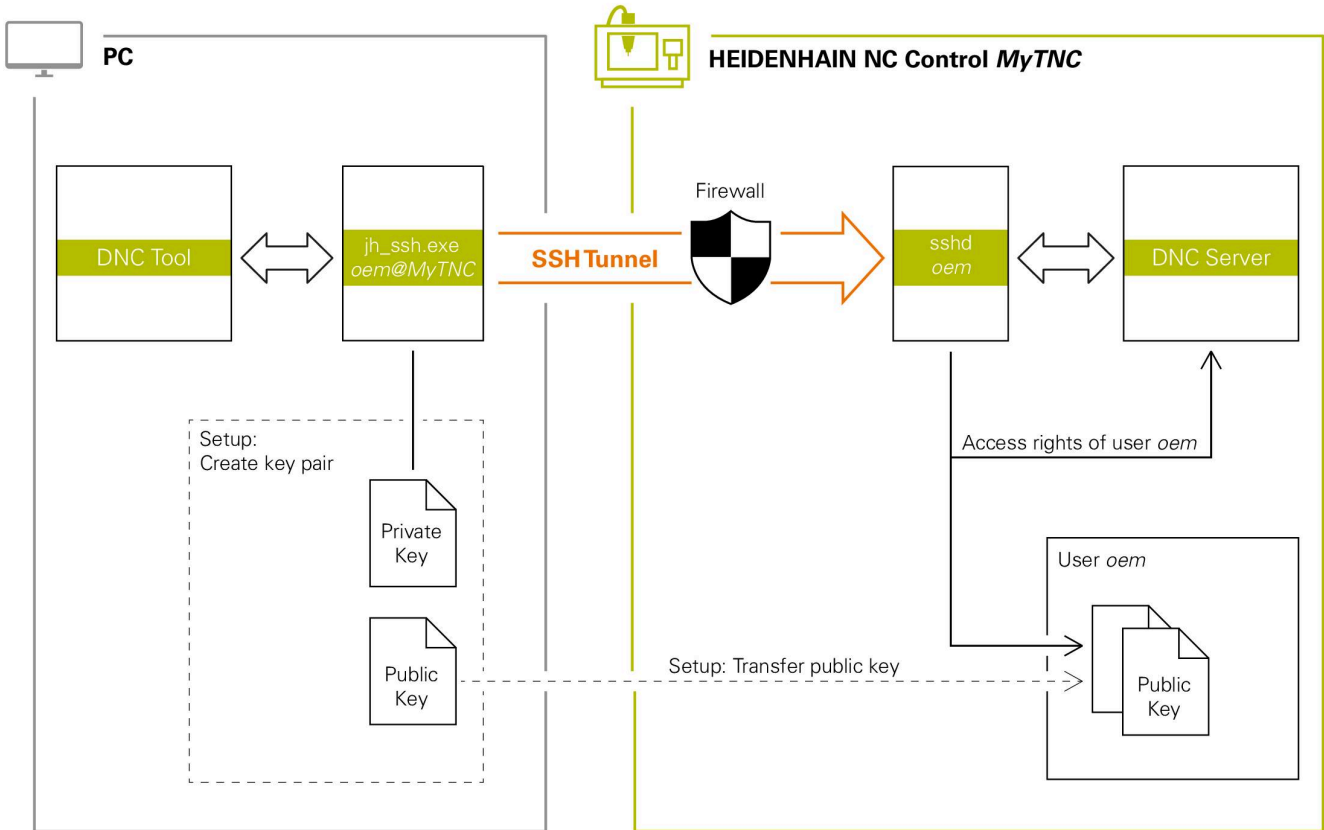 PC
HEIDENHAIN NC Control MyTNC
Firewall
DNC Tool
jh_ssh.exe
oem@MyTNC
SSH Tunnel
sshd
oem
DNC Server
Setup:
Create key pair
Access rights of user oem
Private
Key
User oem
Public
Key
Setup: Transfer public key
Public
Key